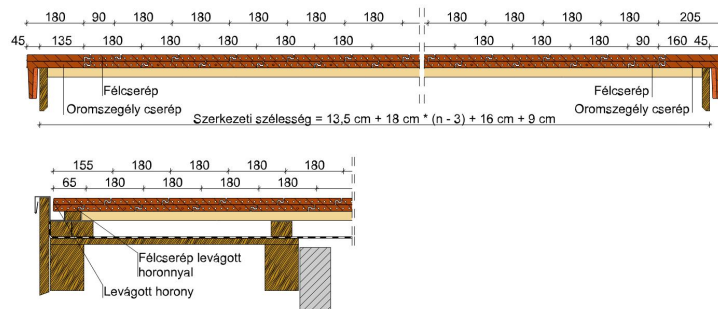 180 90 180 180 180 180 180 180 180 180 180 180 205
45 135 180 180 180 180 180 180 180 180 180 90 160 45
Félcserép Félcserép
Oromszegély cserép Oromszegély cserép
Szerkezeti szélesség = 13,5 cm + 18 cm * (n - 3) + 16 cm + 9 cm
155 180 180 180 180
65 180 180 180 180
Félcserép levágott
horonnyal
Levágott horony